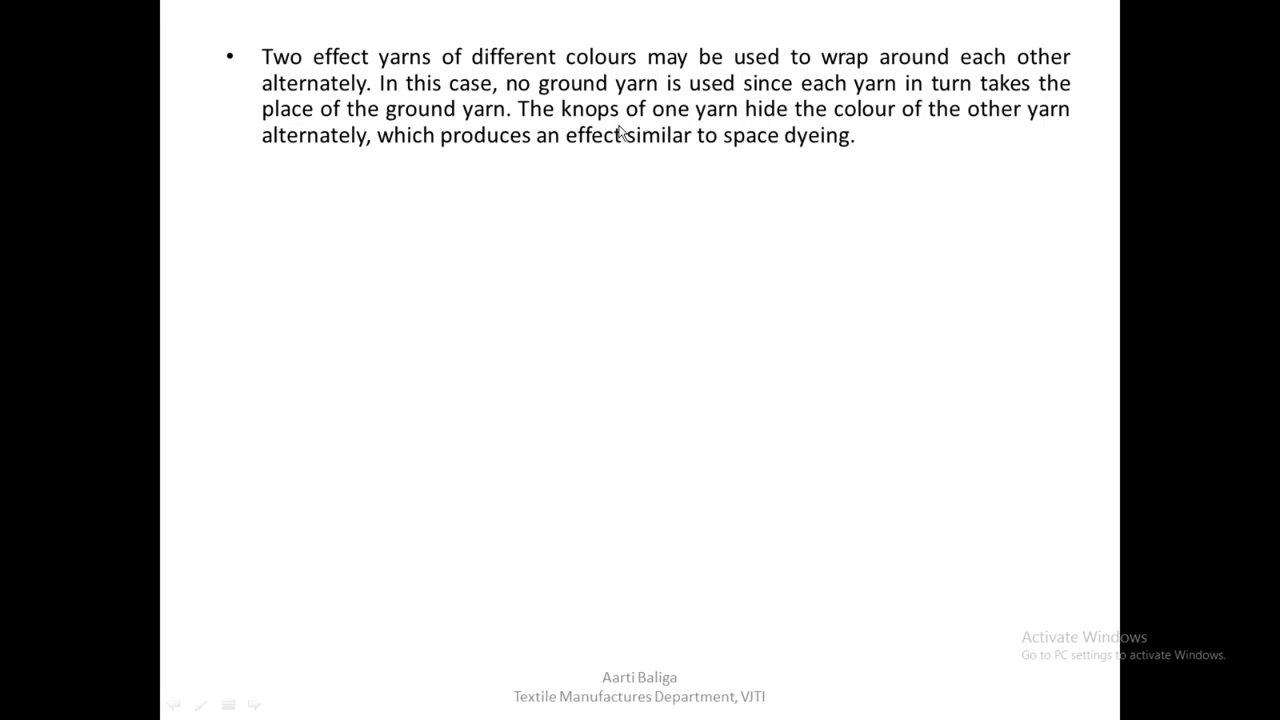 • Two effect yarns of different colours may be used to wrap around each other
alternately. In this case, no ground yarn is used since each yarn in turn takes the
place of the ground yarn. The knops of one yarn hide the colour of the other yarn
alternately, which produces an effect similar to space dyeing.
Activate Windows
Go to PC settings to activate Windows.
Aarti Baliga
Textile Manufactures Department, VJTI